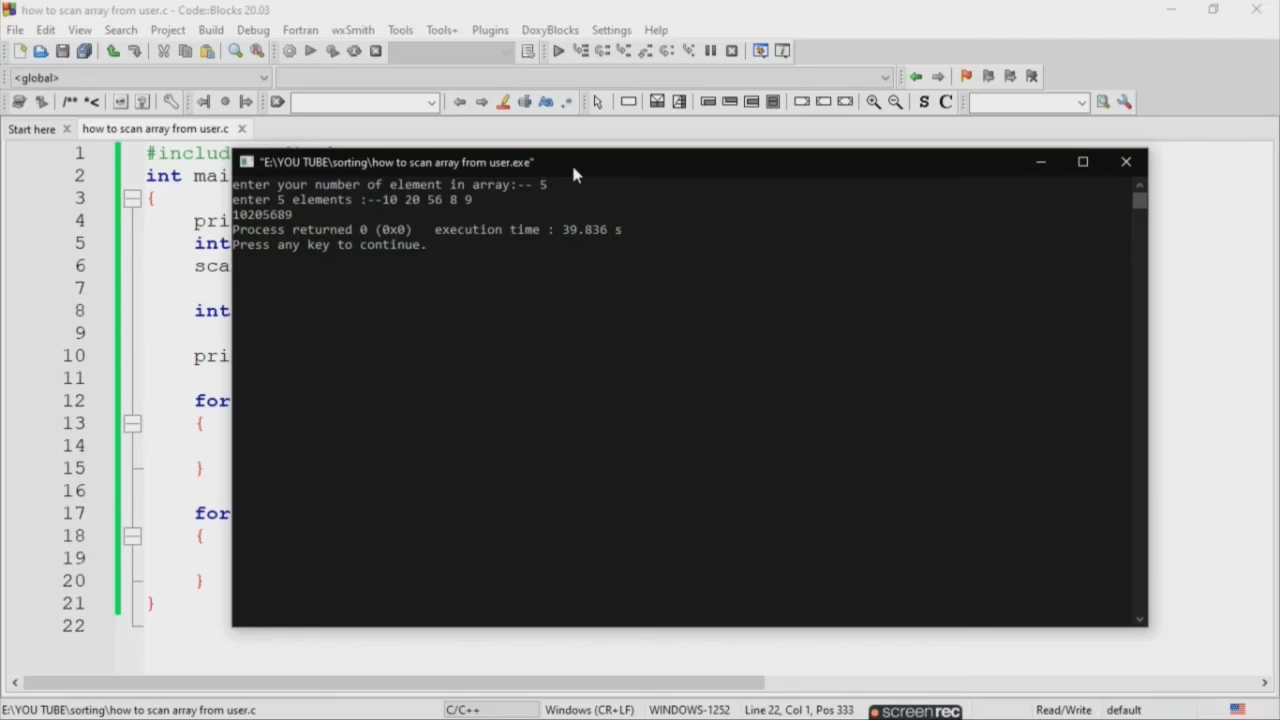 how to scan array from user.c - Code::Blocks 20.03
File Edit View Search Project Build Debug Fortran wxSmith Tools Tools+ Plugins DoxyBlocks Settings Help
<global>
/** *<
S C
Start here how to scan array from user.c
1 #includ
2 int mai
3 {
4 pri
5 int
6 sca
7
8 int
9
10 pri
11
12 for
13 {
14
15 }
16
17 for
18 {
19
20 }
21 }
22
"E:\YOU TUBE\sorting\how to scan array from user.exe"
enter your number of element in array:-- 5
enter 5 elements :--10 20 56 8 9
10205689
Process returned 0 (0x0)   execution time : 39.836 s
Press any key to continue.
E:\YOU TUBE\sorting\how to scan array from user.c C/C++ Windows (CR+LF) WINDOWS-1252 Line 22, Col 1, Pos 333 screenrec Read/Write default